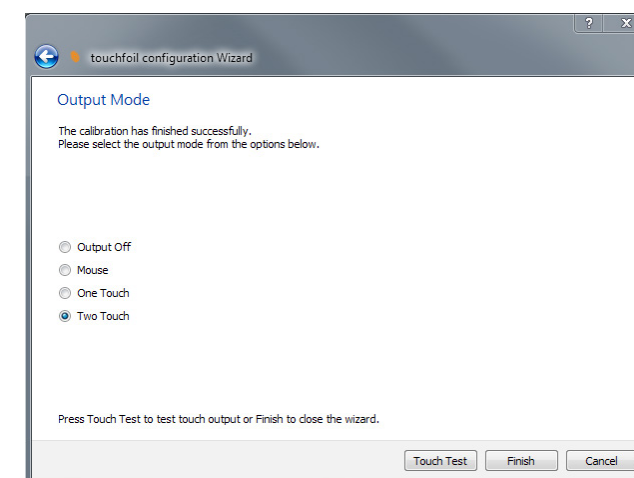 ? X
touchfoil configuration Wizard
Output Mode
The calibration has finished successfully.
Please select the output mode from the options below.
Output Off
Mouse
One Touch
Two Touch
Press Touch Test to test touch output or Finish to close the wizard.
Touch Test Finish Cancel